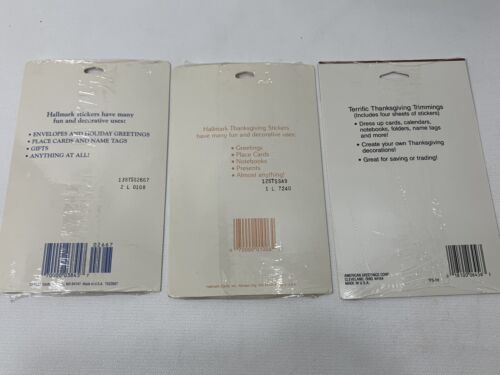 Hallmark stickers have many
fun and decorative uses:
• ENVELOPES AND HOLIDAY GREETINGS
• PLACE CARDS AND NAME TAGS
• GIFTS
• ANYTHING AT ALL!
2 L 0108
Hallmark Thanksgiving Stickers
have many fun and decorative uses:
• Greetings
• Place Cards
• Notebooks
• Presents
• Almost anything!
1 L 7240
Terrific Thanksgiving Trimmings
(Includes four sheets of stickers)
• Dress up cards, calendars,
notebooks, folders, name tags
and more!
• Create your own Thanksgiving
decorations!
• Great for saving or trading!
AMERICAN GREETINGS CORP.
CLEVELAND, OHIO 44144
MADE IN U.S.A.